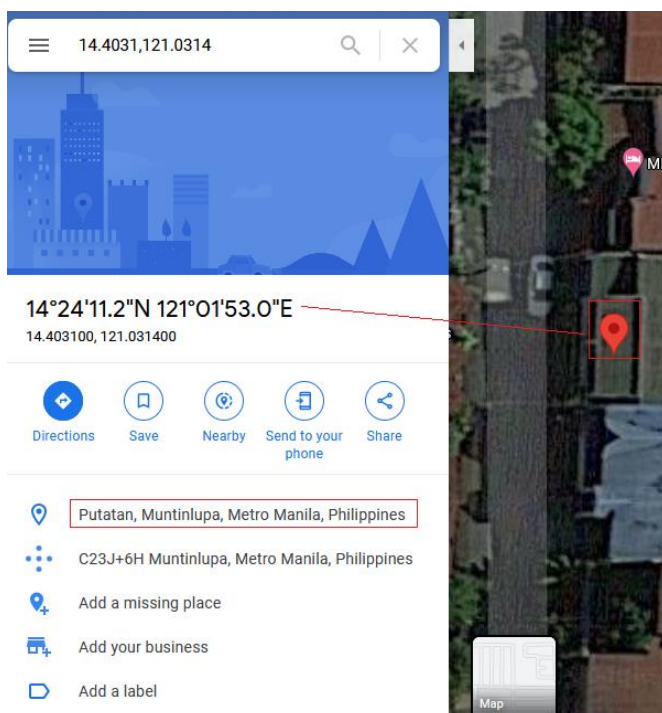 14.4031,121.0314
14°24'11.2"N 121°01'53.0"E
14.403100, 121.031400
Directions
Save
Nearby
Send to your
phone
Share
Putatan, Muntinlupa, Metro Manila, Philippines
C23J+6H Muntinlupa, Metro Manila, Philippines
Add a missing place
Add your business
Add a label
Map